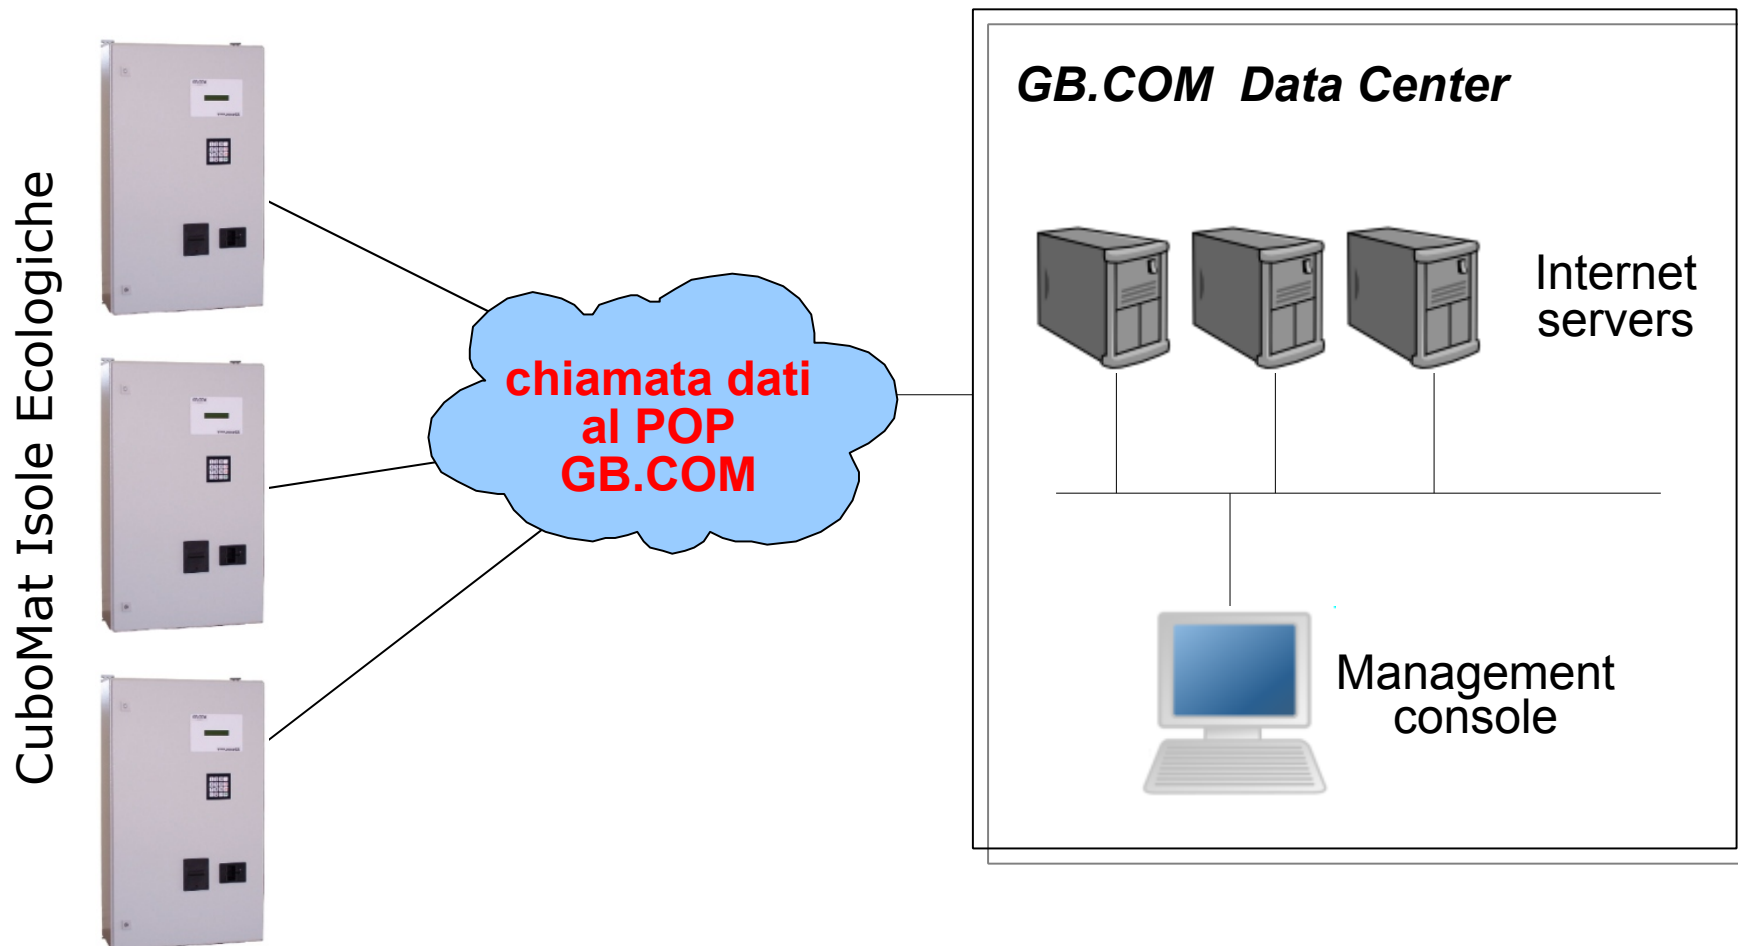 CuboMat Isole Ecologiche
chiamata dati
al POP
GB.COM
GB.COM Data Center
Internet
servers
Management
console